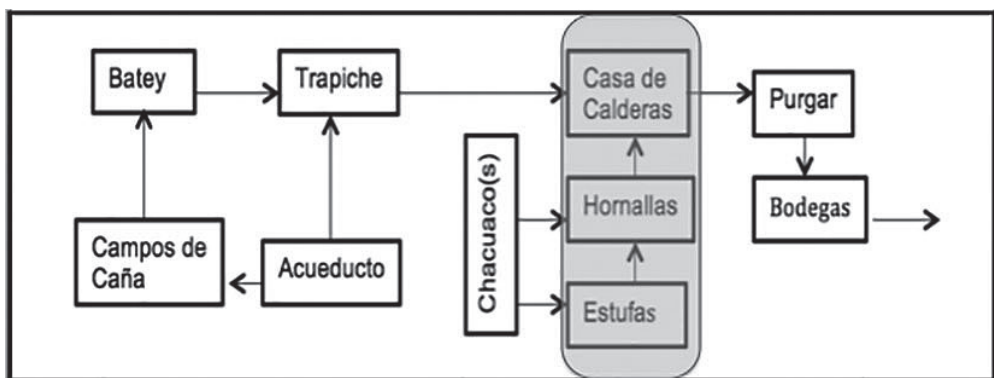 Batey
Trapiche
Casa de
Calderas
Purgar
Chacuaco(s)
Hornallas
Bodegas
Campos de
Caña
Acueducto
Estufas